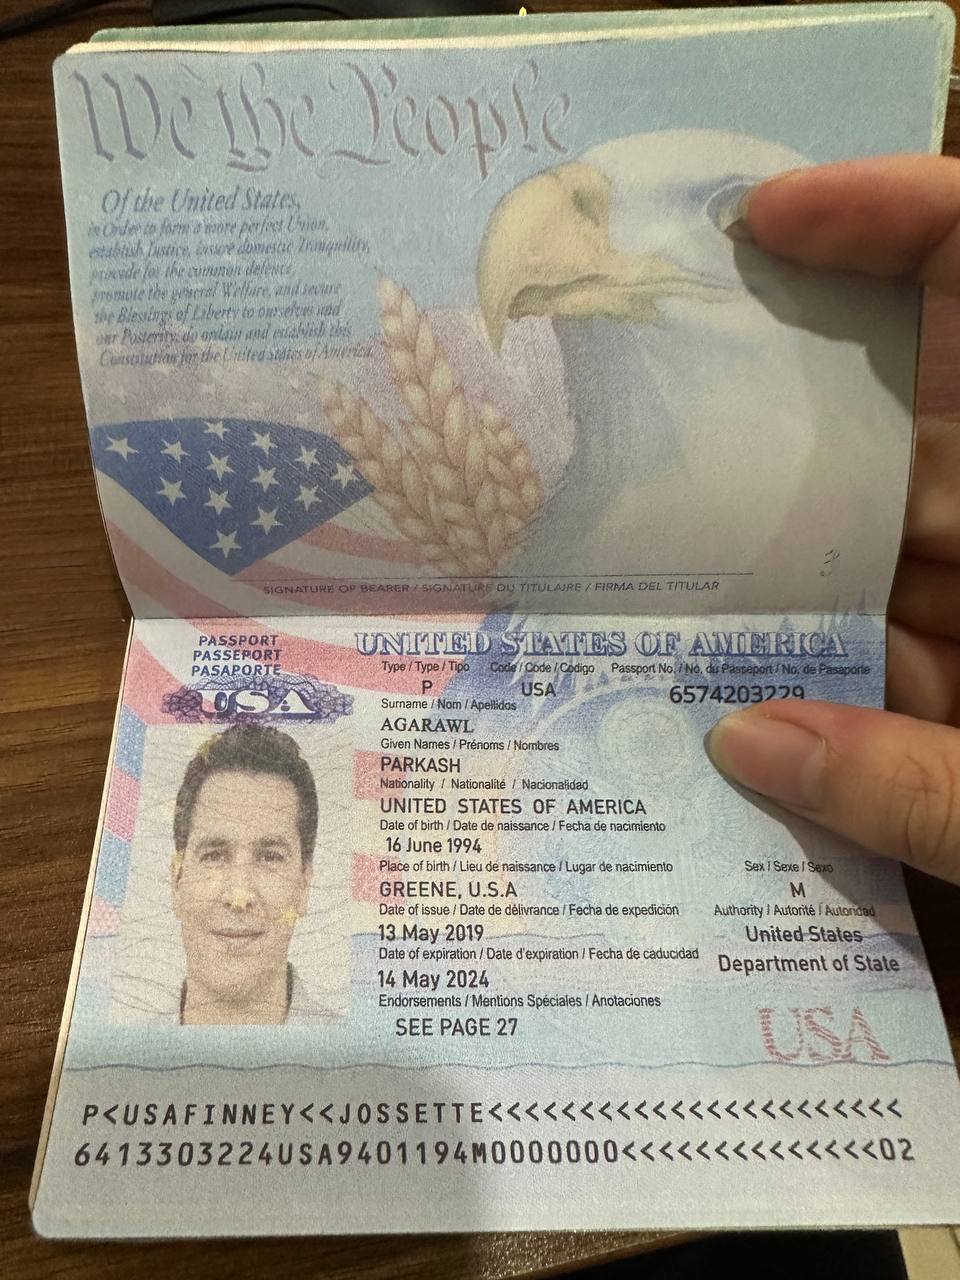 We the People
Of the United States,
in Order to form a more perfect Union,
establish Justice, insure domestic Tranquility,
provide for the common defence,
promote the general Welfare, and secure
the Blessings of Liberty to ourselves and
our Posterity, do ordain and establish this
Constitution for the United States of America.
SIGNATURE OF BEARER / SIGNATURE DU TITULAIRE / FIRMA DEL TITULAR
PASSPORT
PASSEPORT
PASAPORTE
USA
UNITED STATES OF AMERICA
Type / Type / Tipo Code / Code / Codigo Passport No. / No. du Passeport / No. de Pasaporte
P USA 6574203229
Surname / Nom / Apellidos
AGARAWL
Given Names / Prénoms / Nombres
PARKASH
Nationality / Nationalité / Nacionalidad
UNITED STATES OF AMERICA
Date of birth / Date de naissance / Fecha de nacimiento
16 June 1994
Place of birth / Lieu de naissance / Lugar de nacimiento Sex / Sexe / Sexo
GREENE, U.S.A M
Date of issue / Date de délivrance / Fecha de expedición Authority / Autorité / Autoridad
13 May 2019 United States
Date of expiration / Date d'expiration / Fecha de caducidad Department of State
14 May 2024
Endorsements / Mentions Spéciales / Anotaciones
SEE PAGE 27
USA
P<USAFINNEY<<JOSSETTE<<<<<<<<<<<<<<<<<<<<<<<
6413303224USA9401194M0000000<<<<<<<<<<<<<<02